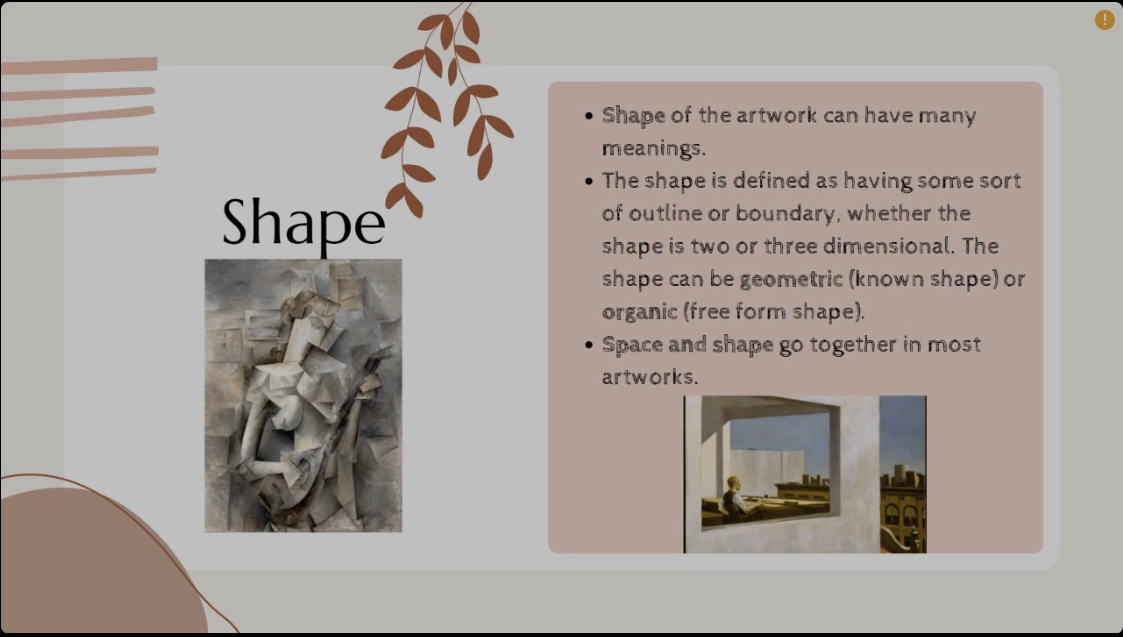 Shape
• Shape of the artwork can have many
meanings.
• The shape is defined as having some sort
of outline or boundary, whether the
shape is two or three dimensional. The
shape can be geometric (known shape) or
organic (free form shape).
• Space and shape go together in most
artworks.